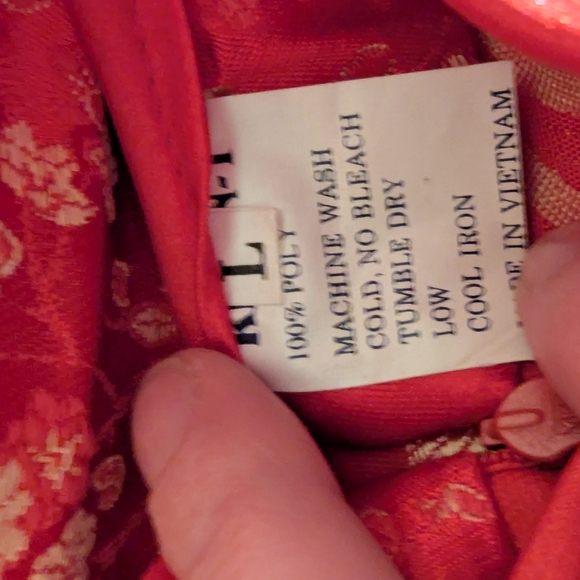 L
100% POLY
MACHINE WASH
COLD, NO BLEACH
TUMBLE DRY
LOW
COOL IRON
IN VIETNAM